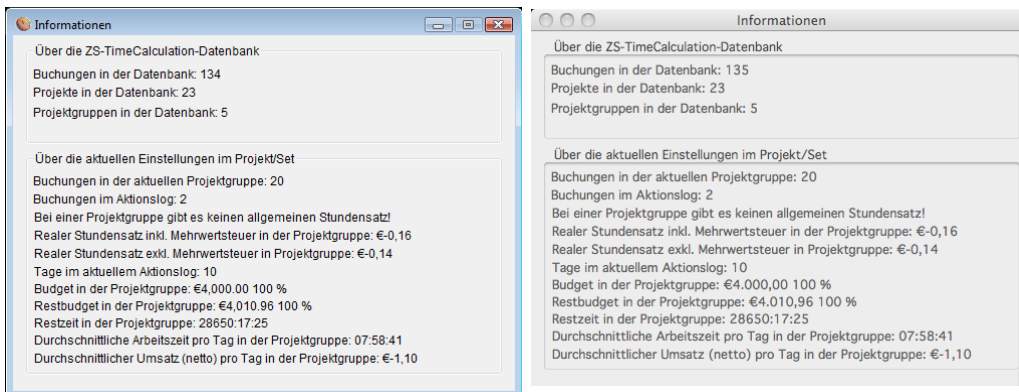 Informationen
Über die ZS-TimeCalculation-Datenbank
Buchungen in der Datenbank: 134
Projekte in der Datenbank: 23
Projektgruppen in der Datenbank: 5
Über die aktuellen Einstellungen im Projekt/Set
Buchungen in der aktuellen Projektgruppe: 20
Buchungen im Aktionslog: 2
Bei einer Projektgruppe gibt es keinen allgemeinen Stundensatz!
Realer Stundensatz inkl. Mehrwertsteuer in der Projektgruppe: €-0,16
Realer Stundensatz exkl. Mehrwertsteuer in Projektgruppe: €-0,14
Tage im aktuellem Aktionslog: 10
Budget in der Projektgruppe: €4,000.00 100 %
Restbudget in der Projektgruppe: €4,010.96 100 %
Restzeit in der Projektgruppe: 28650:17:25
Durchschnittliche Arbeitszeit pro Tag in der Projektgruppe: 07:58:41
Durchschnittlicher Umsatz (netto) pro Tag in der Projektgruppe: €-1,10
Informationen
Über die ZS-TimeCalculation-Datenbank
Buchungen in der Datenbank: 135
Projekte in der Datenbank: 23
Projektgruppen in der Datenbank: 5
Über die aktuellen Einstellungen im Projekt/Set
Buchungen in der aktuellen Projektgruppe: 20
Buchungen im Aktionslog: 2
Bei einer Projektgruppe gibt es keinen allgemeinen Stundensatz!
Realer Stundensatz inkl. Mehrwertsteuer in der Projektgruppe: €-0,16
Realer Stundensatz exkl. Mehrwertsteuer in Projektgruppe: €-0,14
Tage im aktuellem Aktionslog: 10
Budget in der Projektgruppe: €4.000,00 100 %
Restbudget in der Projektgruppe: €4.010,96 100 %
Restzeit in der Projektgruppe: 28650:17:25
Durchschnittliche Arbeitszeit pro Tag in der Projektgruppe: 07:58:41
Durchschnittlicher Umsatz (netto) pro Tag in der Projektgruppe: €-1,10